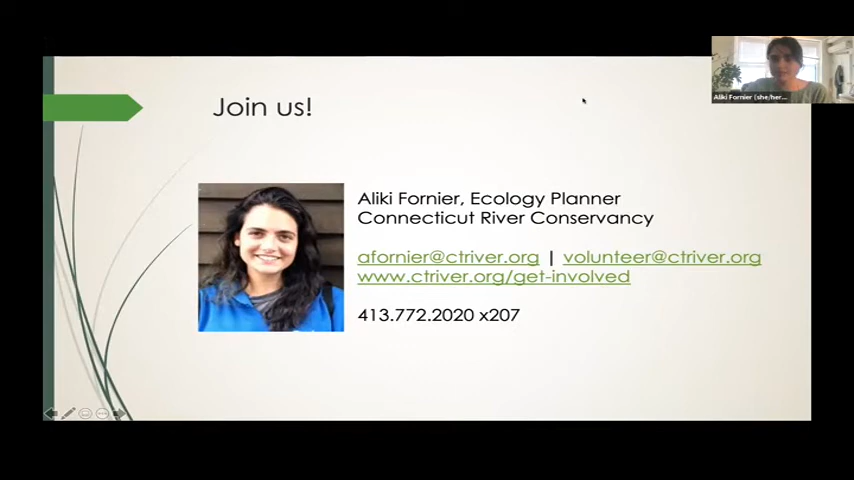 Join us!
Aliki Fornier (she/her...
Aliki Fornier, Ecology Planner
Connecticut River Conservancy
afornier@ctriver.org | volunteer@ctriver.org
www.ctriver.org/get-involved
413.772.2020 x207